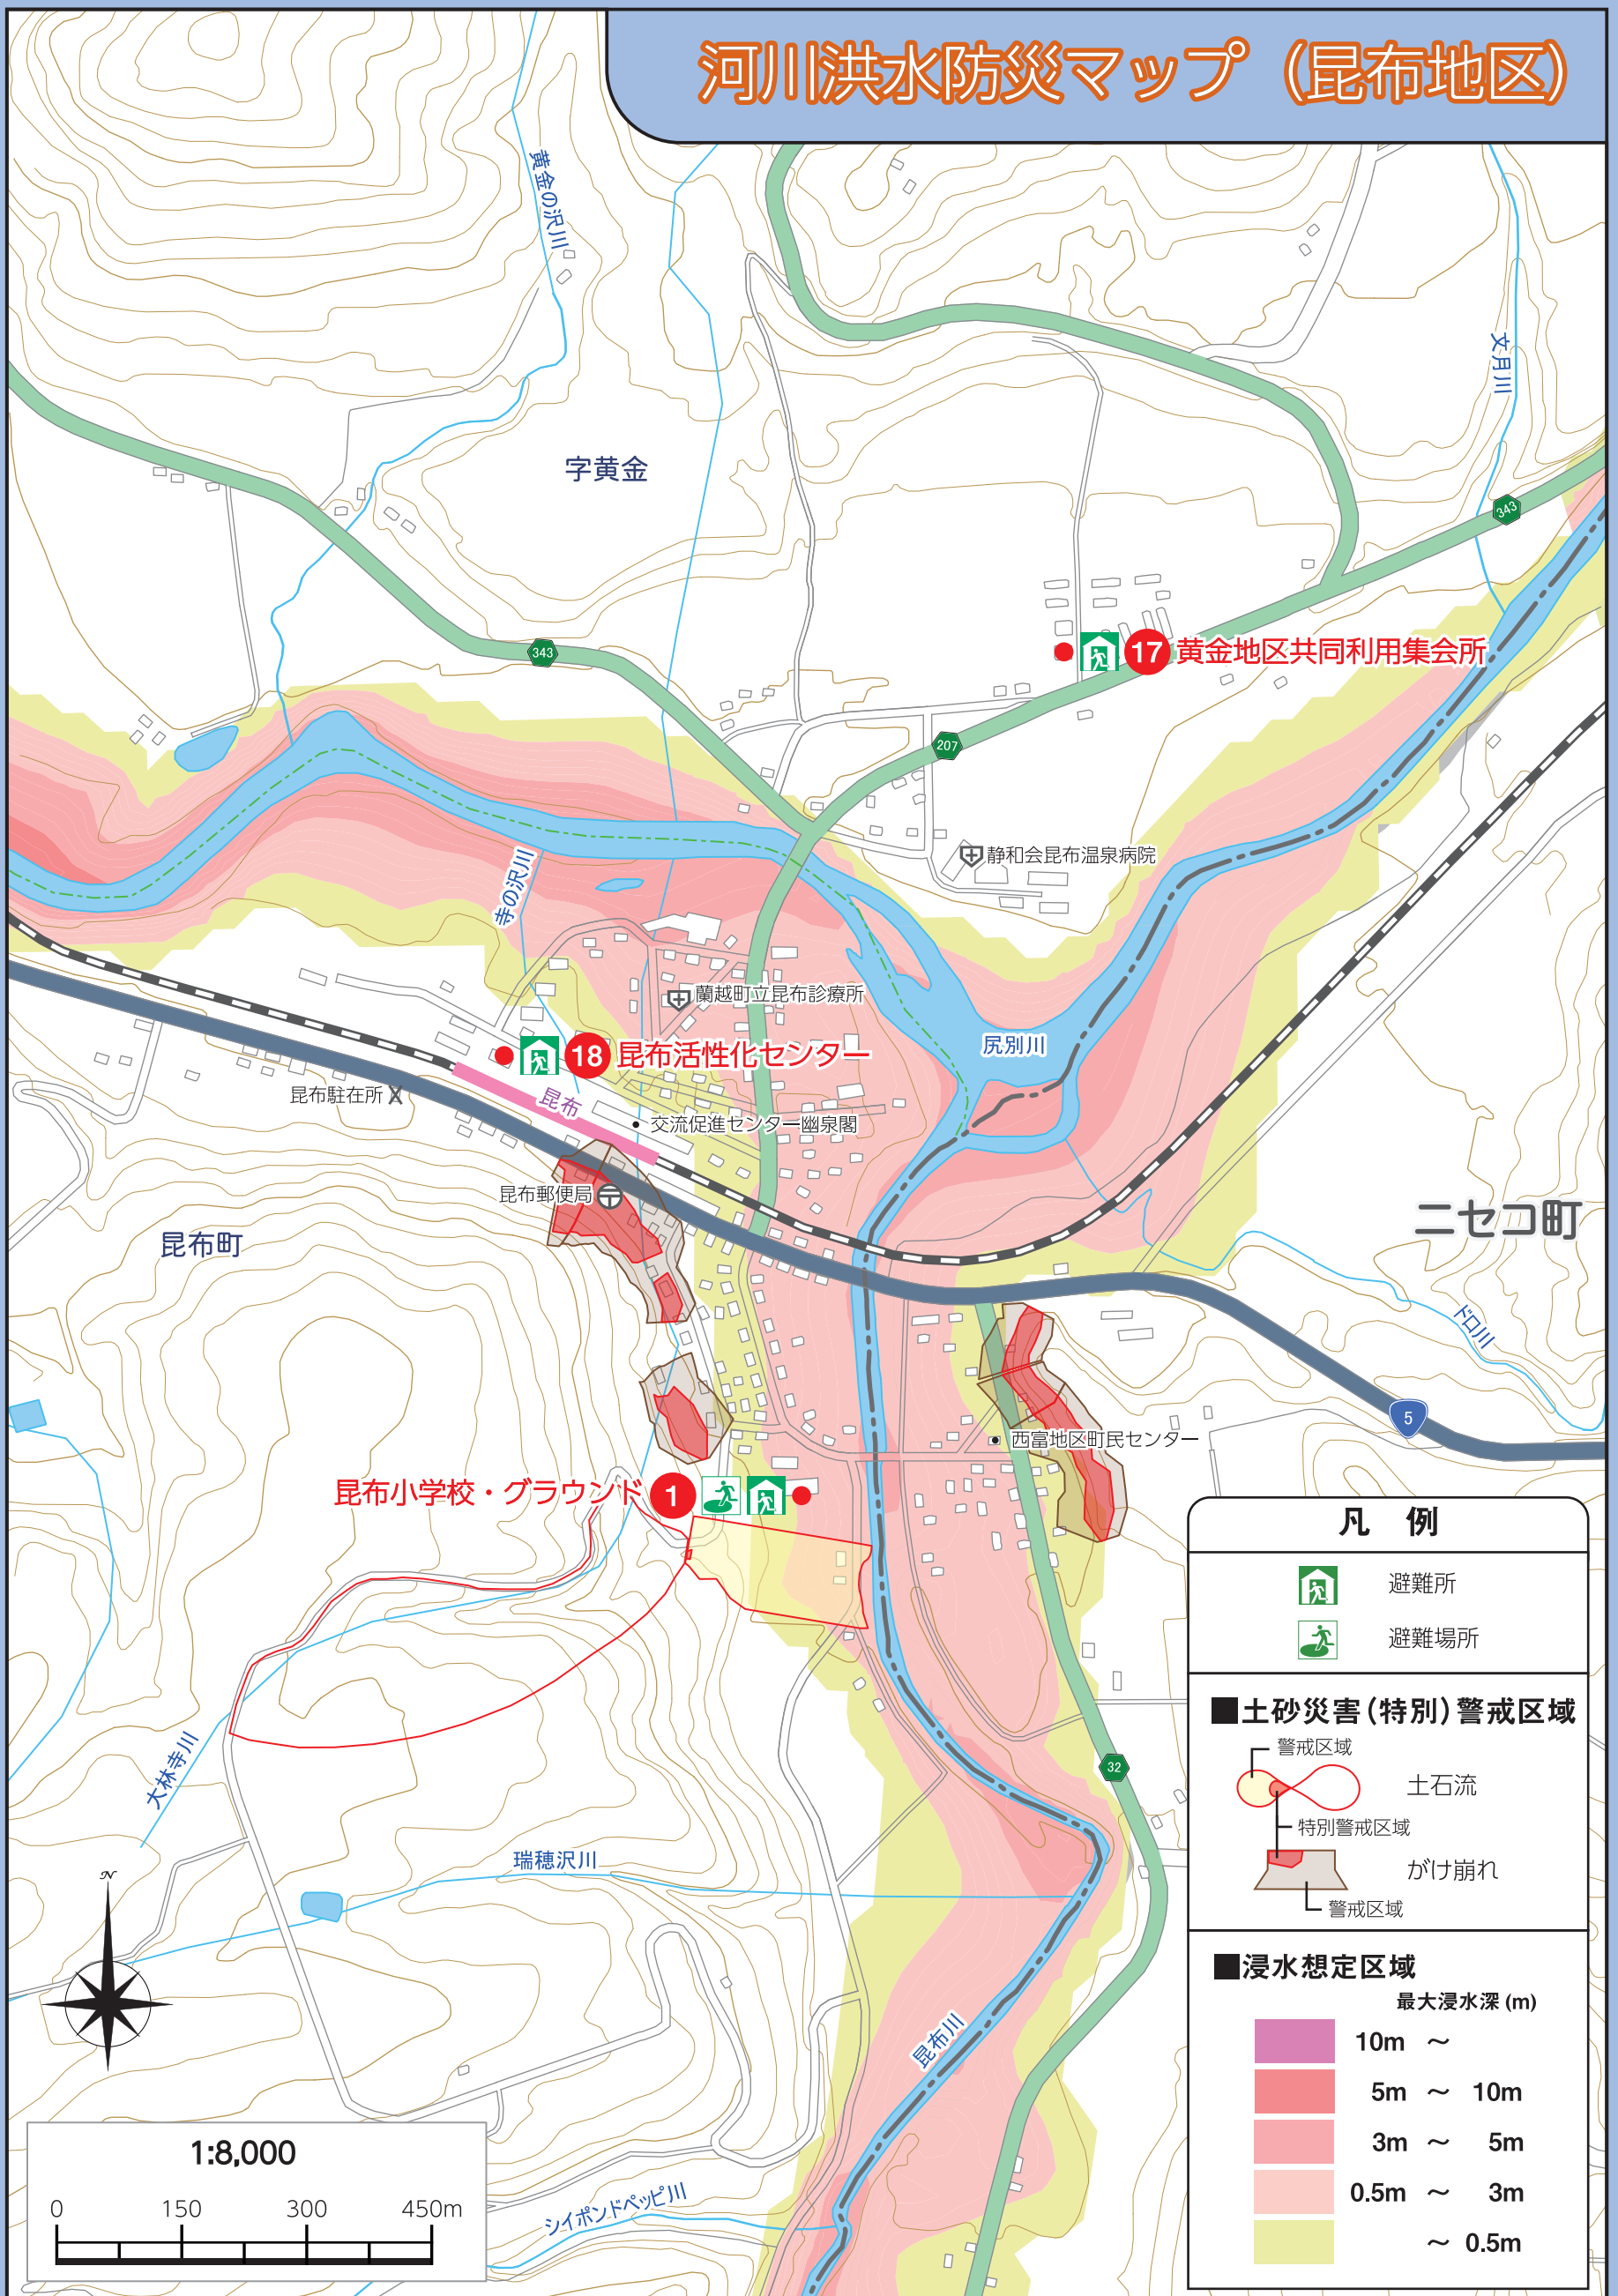 河川洪水防災マップ（昆布地区）
黄金の沢川
文月川
字黄金
343
343
17 黄金地区共同利用集会所
207
静和会昆布温泉病院
寺の沢川
蘭越町立昆布診療所
尻別川
18 昆布活性化センター
昆布駐在所
昆布
交流促進センター幽泉閣
昆布郵便局
昆布町
ニセコ町
ドロ川
5
西富地区町民センター
昆布小学校・グラウンド 1
大林寺川
32
瑞穂沢川
昆布川
シイポンドペッピ川
N
1:8,000
0 150 300 450m
凡 例
避難所
避難場所
■土砂災害(特別)警戒区域
警戒区域
土石流
特別警戒区域
がけ崩れ
警戒区域
■浸水想定区域
最大浸水深(m)
10m ～
5m ～ 10m
3m ～ 5m
0.5m ～ 3m
～ 0.5m